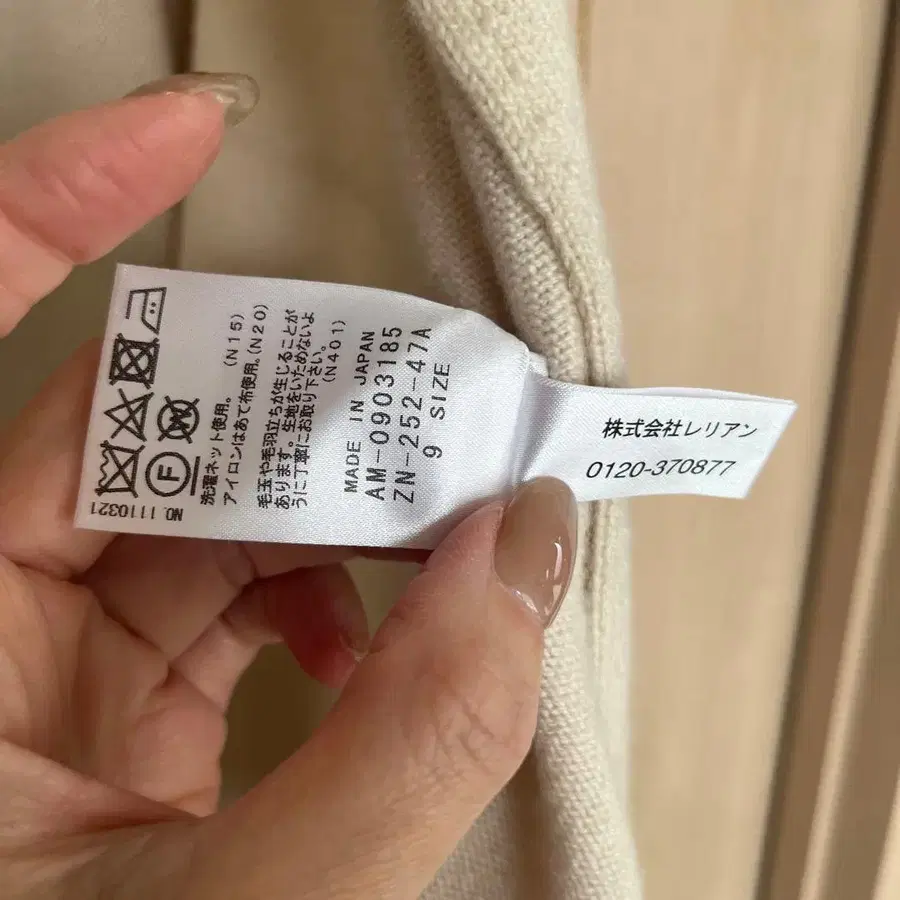 洗濯ネット使用。 (N15)
アイロンはあて布使用。(N20)
毛玉や毛羽立ちが生じることが
あります。生地をいためないよ
うに丁寧にお取り下さい。
(N401)
MADE IN JAPAN
AM-0903185
ZN-252-47A
9 SIZE
NO. 1110321
F
W
株式会社レリアン
0120-370877